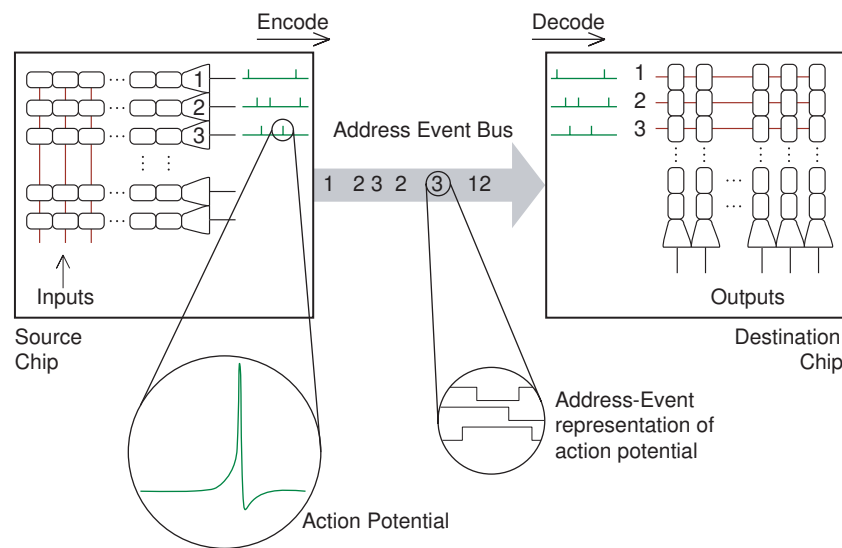 Encode
Decode
1
2
3
Address Event Bus
1 2 3 2 3 12
Inputs
Source
Chip
1
2
3
Outputs
Destination
Chip
Action Potential
Address-Event
representation of
action potential